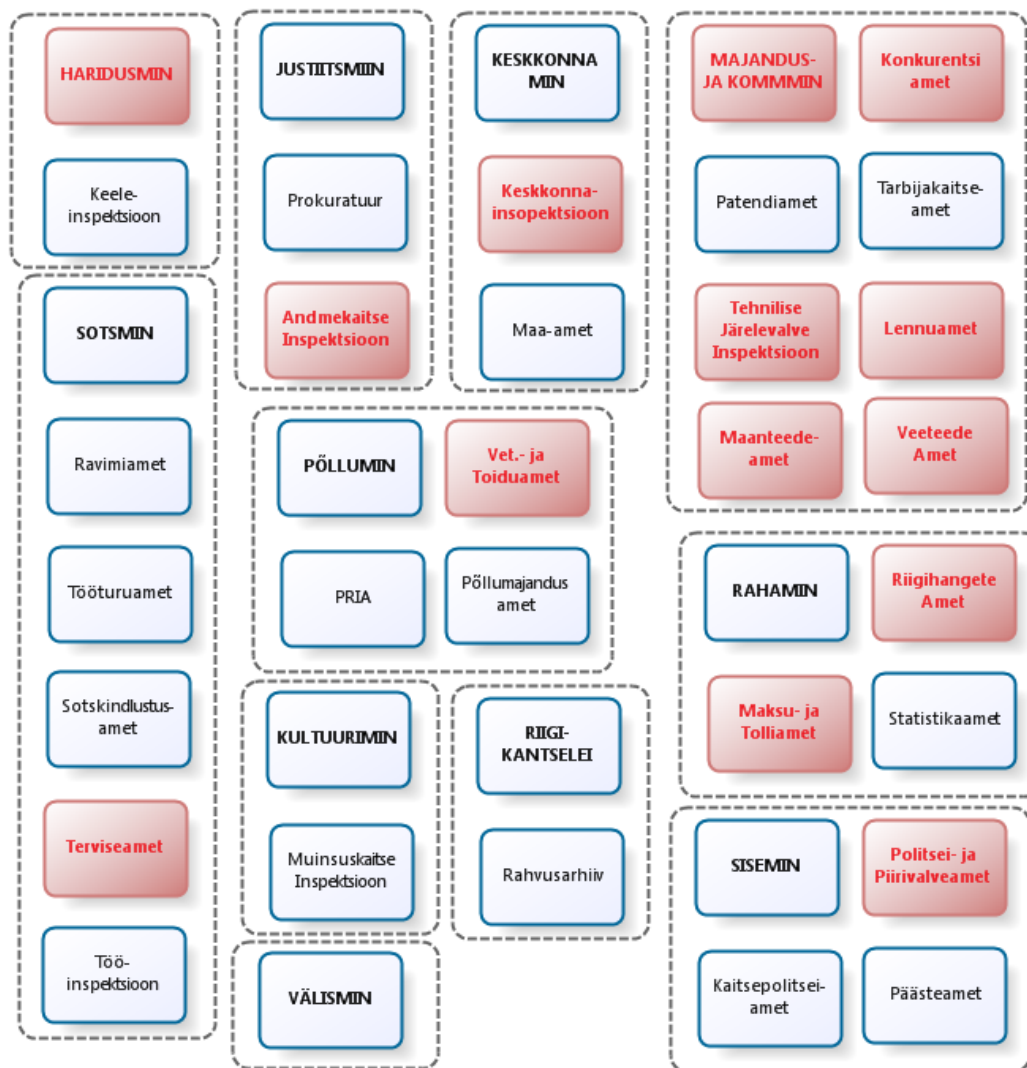 HARIDUSMIN
Keele-
inspektsioon
JUSTIITSMIIN
Prokuratuur
Andmekaitse
Inspektsioon
KESKKONNA
MIN
Keskkonna-
insopektsioon
Maa-amet
MAJANDUS-
JA KOMMMIN
Konkurentsi
amet
Patendiamet
Tarbijakaitse-
amet
Tehnilise
Järelevalve
Inspektsioon
Lennuamet
Maanteede-
amet
Veeteede
Amet
SOTSMIN
Ravimiamet
Tööturuamet
Sotskindlustus-
amet
Terviseamet
Töö-
inspektsioon
PÕLLUMIN
Vet.- ja
Toiduamet
PRIA
Põllumajandus
amet
RAHAMIN
Riigihangete
Amet
Maksu- ja
Tolliamet
Statistikaamet
KULTUURIMIN
Muinsuskaitse
Inspektsioon
RIIGI-
KANTSELEI
Rahvusarhiiv
SISEMIN
Politsei- ja
Piirivalveamet
Kaitsepolitsei-
amet
Päästeamet
VÄLISMIN